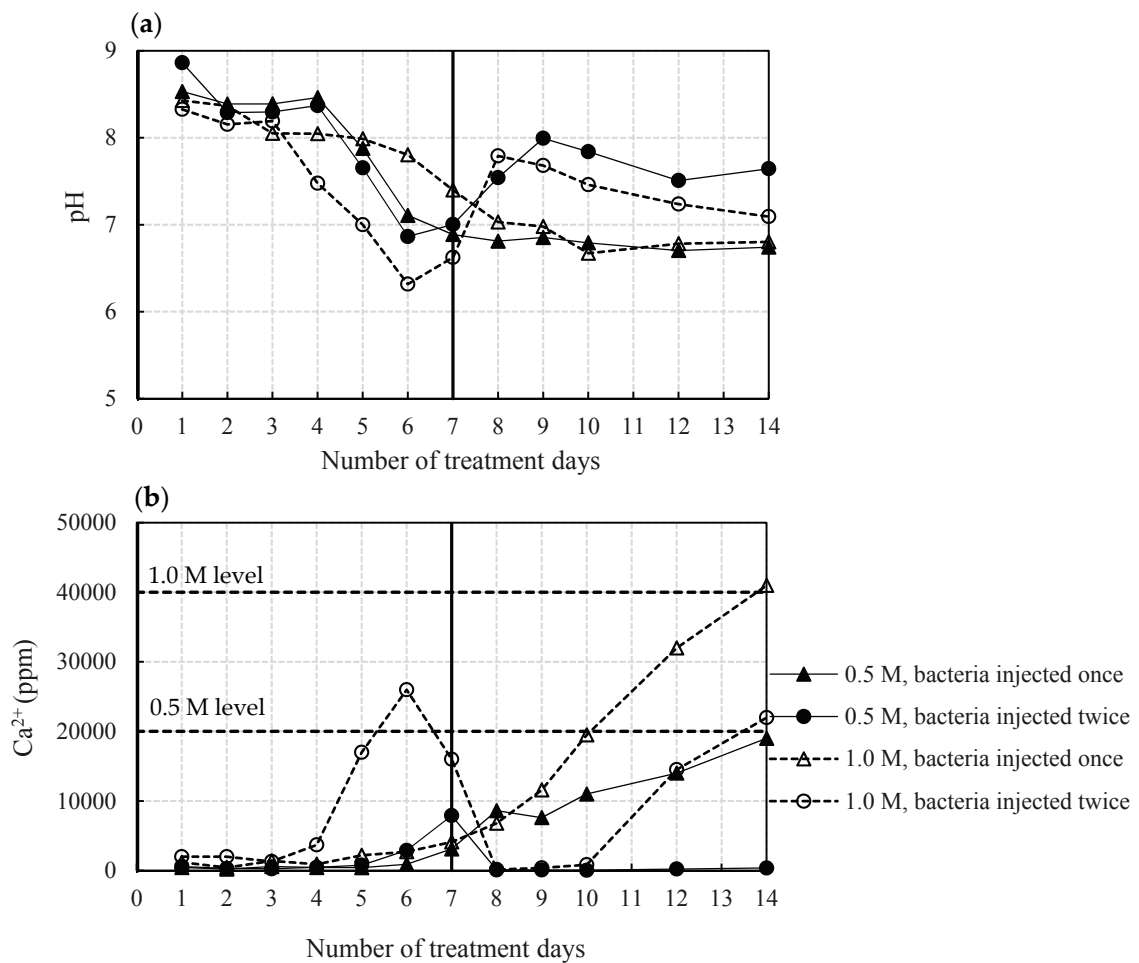 (a)
9
8
7
6
5
pH
0 1 2 3 4 5 6 7 8 9 10 11 12 13 14
Number of treatment days
(b)
50000
40000
30000
20000
10000
0
Ca²⁺ (ppm)
1.0 M level
0.5 M level
0.5 M, bacteria injected once
0.5 M, bacteria injected twice
1.0 M, bacteria injected once
1.0 M, bacteria injected twice
0 1 2 3 4 5 6 7 8 9 10 11 12 13 14
Number of treatment days